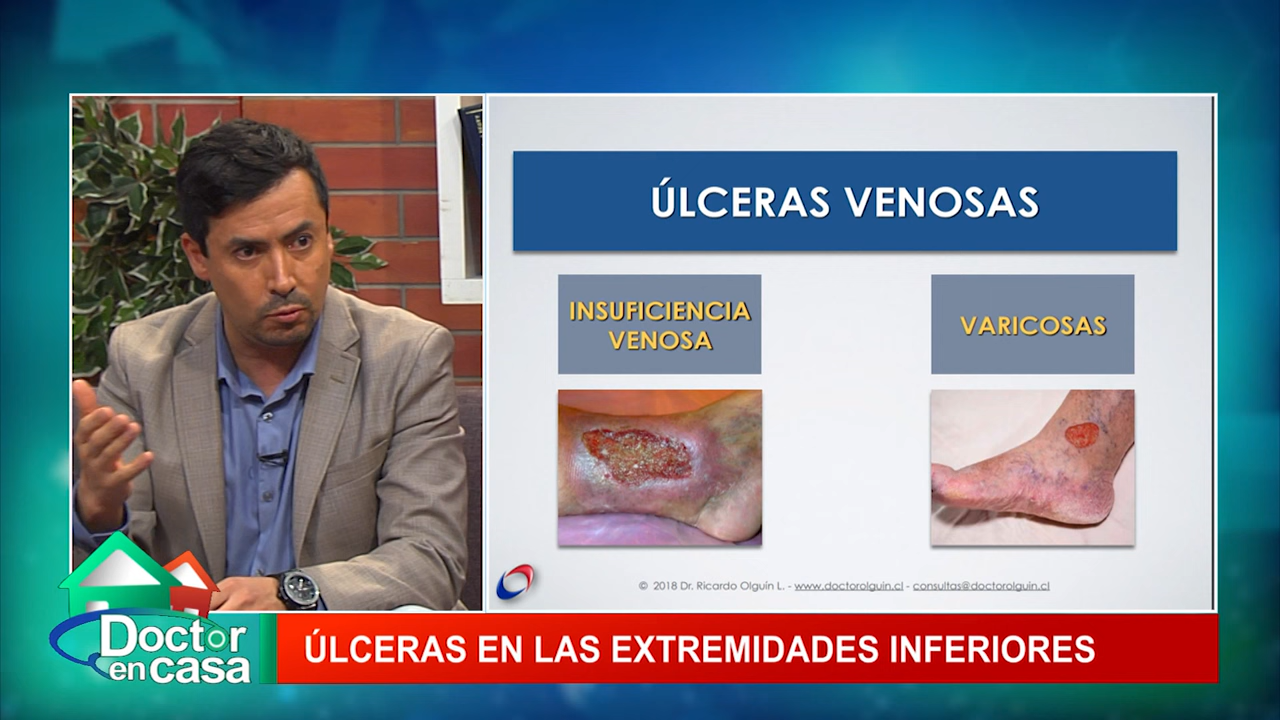 ÚLCERAS VENOSAS
INSUFICIENCIA
VENOSA
VARICOSAS
© 2018 Dr. Ricardo Olguín L. - www.doctorolguin.cl - consultas@doctorolguin.cl
Doctor
en casa
ÚLCERAS EN LAS EXTREMIDADES INFERIORES